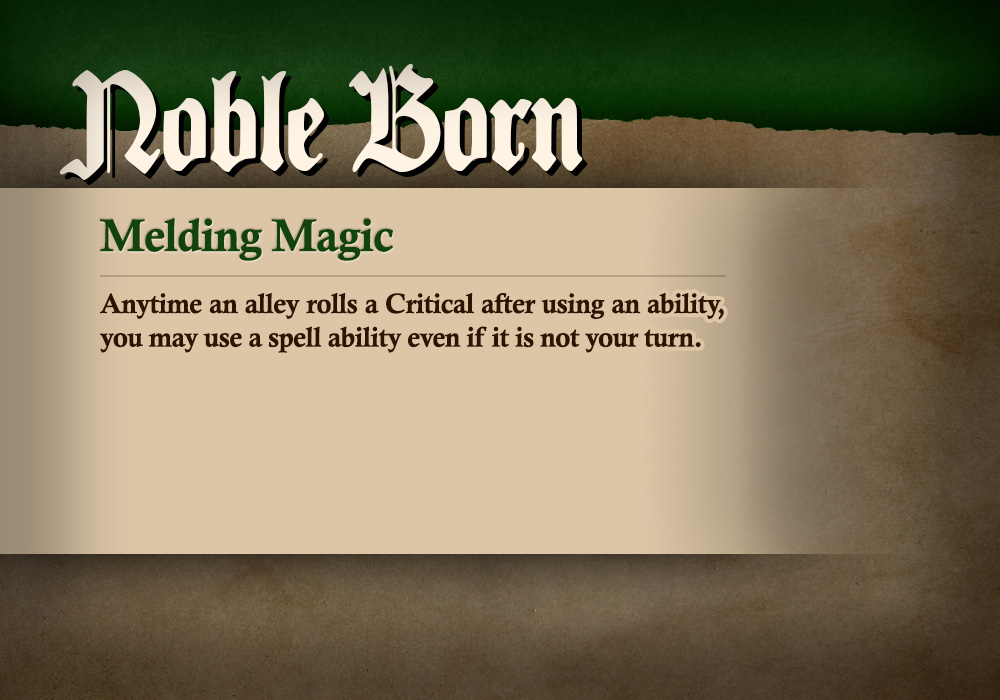 Noble Born
Melding Magic
Anytime an alley rolls a Critical after using an ability,
you may use a spell ability even if it is not your turn.